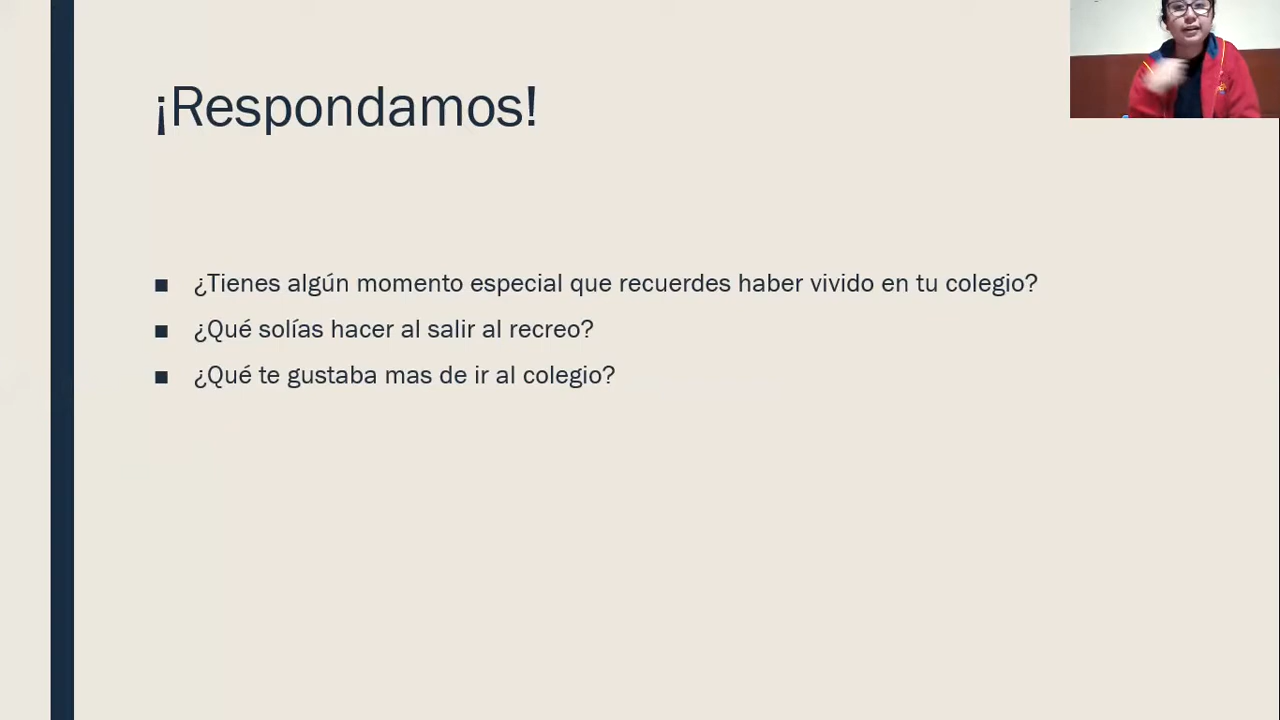 ¡Respondamos!
¿Tienes algún momento especial que recuerdes haber vivido en tu colegio?
¿Qué solías hacer al salir al recreo?
¿Qué te gustaba mas de ir al colegio?